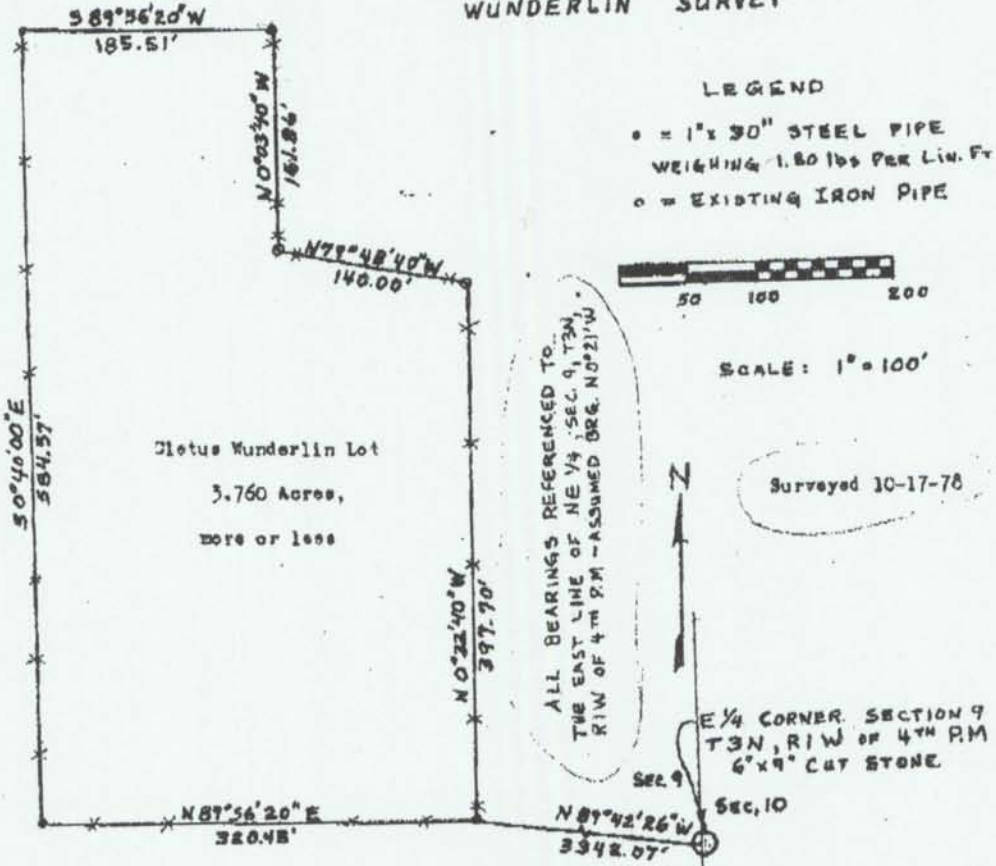 WUNDERLIN SURVEY
S 89°56'20" W
185.51'
N 0°03'40" W
161.86'
N 79°48'40" W
140.00'
LEGEND
• = 1" x 30" STEEL PIPE
WEIGHING 1.80 lbs PER LIN. FT
o = EXISTING IRON PIPE
50 100 200
SCALE: 1" = 100'
Surveyed 10-17-78
ALL BEARINGS REFERENCED TO
THE EAST LINE OF NE 1/4, SEC. 9, T3N,
R1W OF 4TH P.M - ASSUMED BRG. N0°21'W
S 0°40'00" E
584.57'
Cletus Wunderlin Lot
3.760 Acres,
more or less
N 0°22'40" W
397.70'
N
E 1/4 CORNER SECTION 9
T3N, R1W OF 4TH P.M
6" x 9" CUT STONE
SEC. 9
SEC. 10
N 89°56'20" E
320.48'
N 89°42'26" W
3348.07'